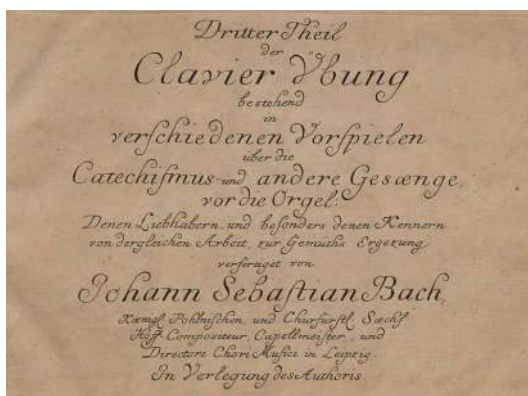 Dritter Theil
der
Clavier Übung
bestehend
in
verschiedenen Vorspielen
über die
Catechismus- und andere Gesænge,
vor die Orgel:
Denen Liebhabern, und besonders denen Kennern
von dergleichen Arbeit, zur Gemüths Ergezung
verfertiget von
Johann Sebastian Bach,
Kœnigl. Pohlnischen, und Churfürstl. Sæchs.
Hoff-Compositeur, Capellmeister, und
Directore Chori Musici in Leipzig.
In Verlegung des Authoris.